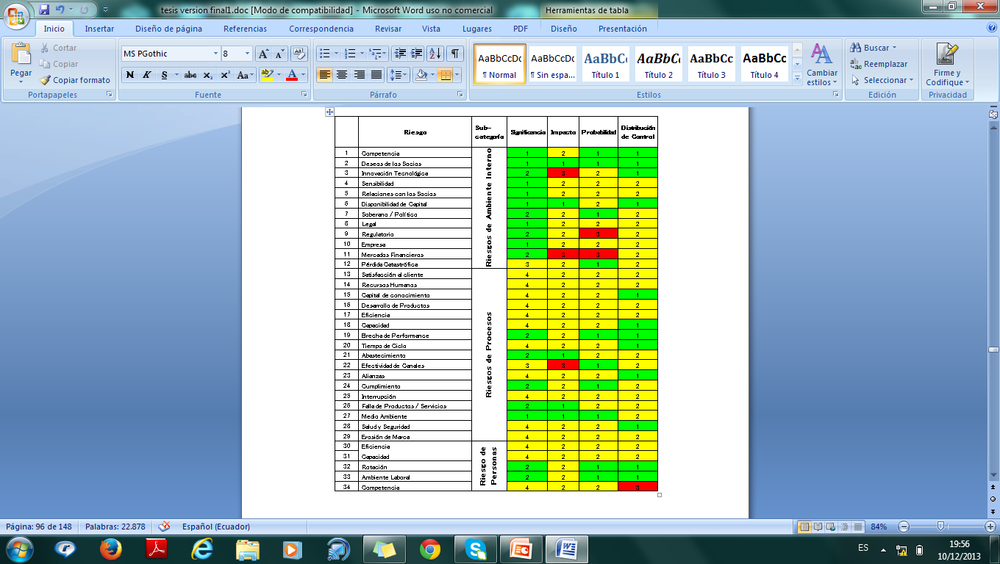 tesis version final1.doc [Modo de compatibilidad] - Microsoft Word uso no comercial
Herramientas de tabla
Inicio Insertar Diseño de página Referencias Correspondencia Revisar Vista Lugares PDF Diseño Presentación
Pegar
Cortar
Copiar
Copiar formato
Portapapeles
MS PGothic 8
N K S abc x₂ x² Aa
Fuente
Párrafo
AaBbCcDc AaBbCcDc AaBbCc AaBbCc AaBbCc AaBbCc
¶ Normal ¶ Sin espa... Título 1 Título 2 Título 3 Título 4
Cambiar estilos
Estilos
Buscar
Reemplazar
Seleccionar
Edición
Firme y Codifique
Privacidad
Riesgo Sub-categoría Significancia Impacto Probabilidad Distribución de Control
Riesgos de Ambiente Interno
1 Competencia 1 2 1 1
2 Deseos de los Socios 1 1 1 1
3 Innovación Tecnológica 2 3 2 1
4 Sensibilidad 1 2 2 2
5 Relaciones con los Socios 1 2 2 2
6 Disponibilidad de Capital 1 1 2 1
7 Soberano / Político 2 2 1 2
8 Legal 1 2 2 2
9 Regulatorio 2 2 3 2
10 Empresa 1 2 2 2
11 Mercados Financieros 2 3 3 2
12 Pérdida Catastrófica 3 2 1 2
Riesgos de Procesos
13 Satisfacción al cliente 4 2 2 2
14 Recursos Humanos 4 2 2 2
15 Capital de conocimiento 4 2 2 1
16 Desarrollo de Productos 4 2 2 2
17 Eficiencia 4 2 2 2
18 Capacidad 4 2 2 1
19 Brecha de Performance 2 2 1 1
20 Tiempo de Ciclo 4 2 2 1
21 Abastecimiento 2 1 2 2
22 Efectividad de Canales 3 3 1 2
23 Alianzas 4 2 2 1
24 Cumplimiento 2 2 1 2
25 Interrupción 4 2 2 2
26 Falla de Productos / Servicios 2 1 2 2
27 Medio Ambiente 1 1 1 2
28 Salud y Seguridad 4 2 2 1
29 Erosión de Marca 4 2 2 2
Riesgo de Personas
30 Eficiencia 4 2 2 2
31 Capacidad 4 2 2 2
32 Rotación 2 2 1 1
33 Ambiente Laboral 2 2 1 1
34 Competencia 4 2 2 3
Página: 96 de 148 Palabras: 22.878 Español (Ecuador) 84%
ES 19:56
10/12/2013